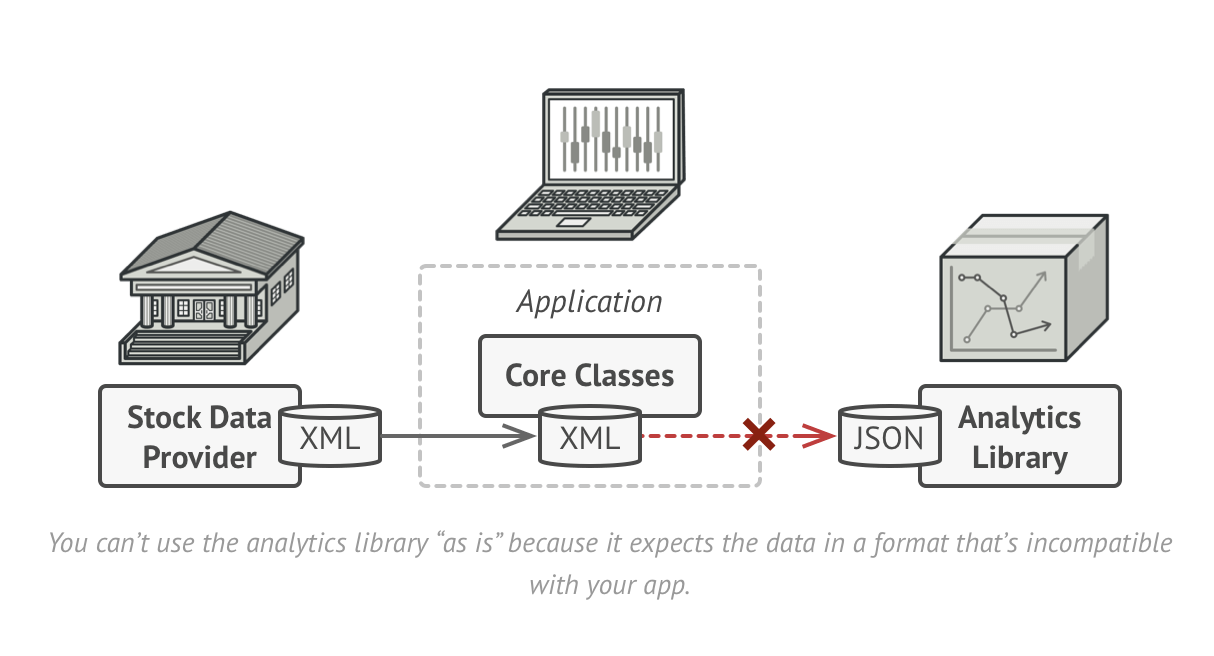 Application
Core Classes
Stock Data
Provider
XML
XML
JSON
Analytics
Library
You can’t use the analytics library “as is” because it expects the data in a format that’s incompatible
with your app.